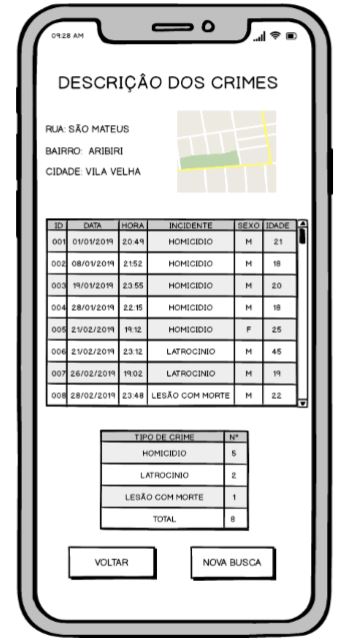 09:28 AM
DESCRIÇÂO DOS CRIMES
RUA: SÃO MATEUS
BAIRRO: ARIBIRI
CIDADE: VILA VELHA
ID DATA HORA INCIDENTE SEXO IDADE
001 01/01/2019 20:49 HOMICIDIO M 21
002 08/01/2019 21:52 HOMICIDIO M 18
003 19/01/2019 23:55 HOMICIDIO M 20
004 28/01/2019 22:15 HOMICIDIO M 18
005 21/02/2019 19:12 HOMICIDIO F 25
006 21/02/2019 23:12 LATROCINIO M 45
007 26/02/2019 19:02 LATROCINIO M 19
008 28/02/2019 23:48 LESÃO COM MORTE M 22
TIPO DE CRIME Nº
HOMICIDIO 5
LATROCINIO 2
LESÃO COM MORTE 1
TOTAL 8
VOLTAR NOVA BUSCA